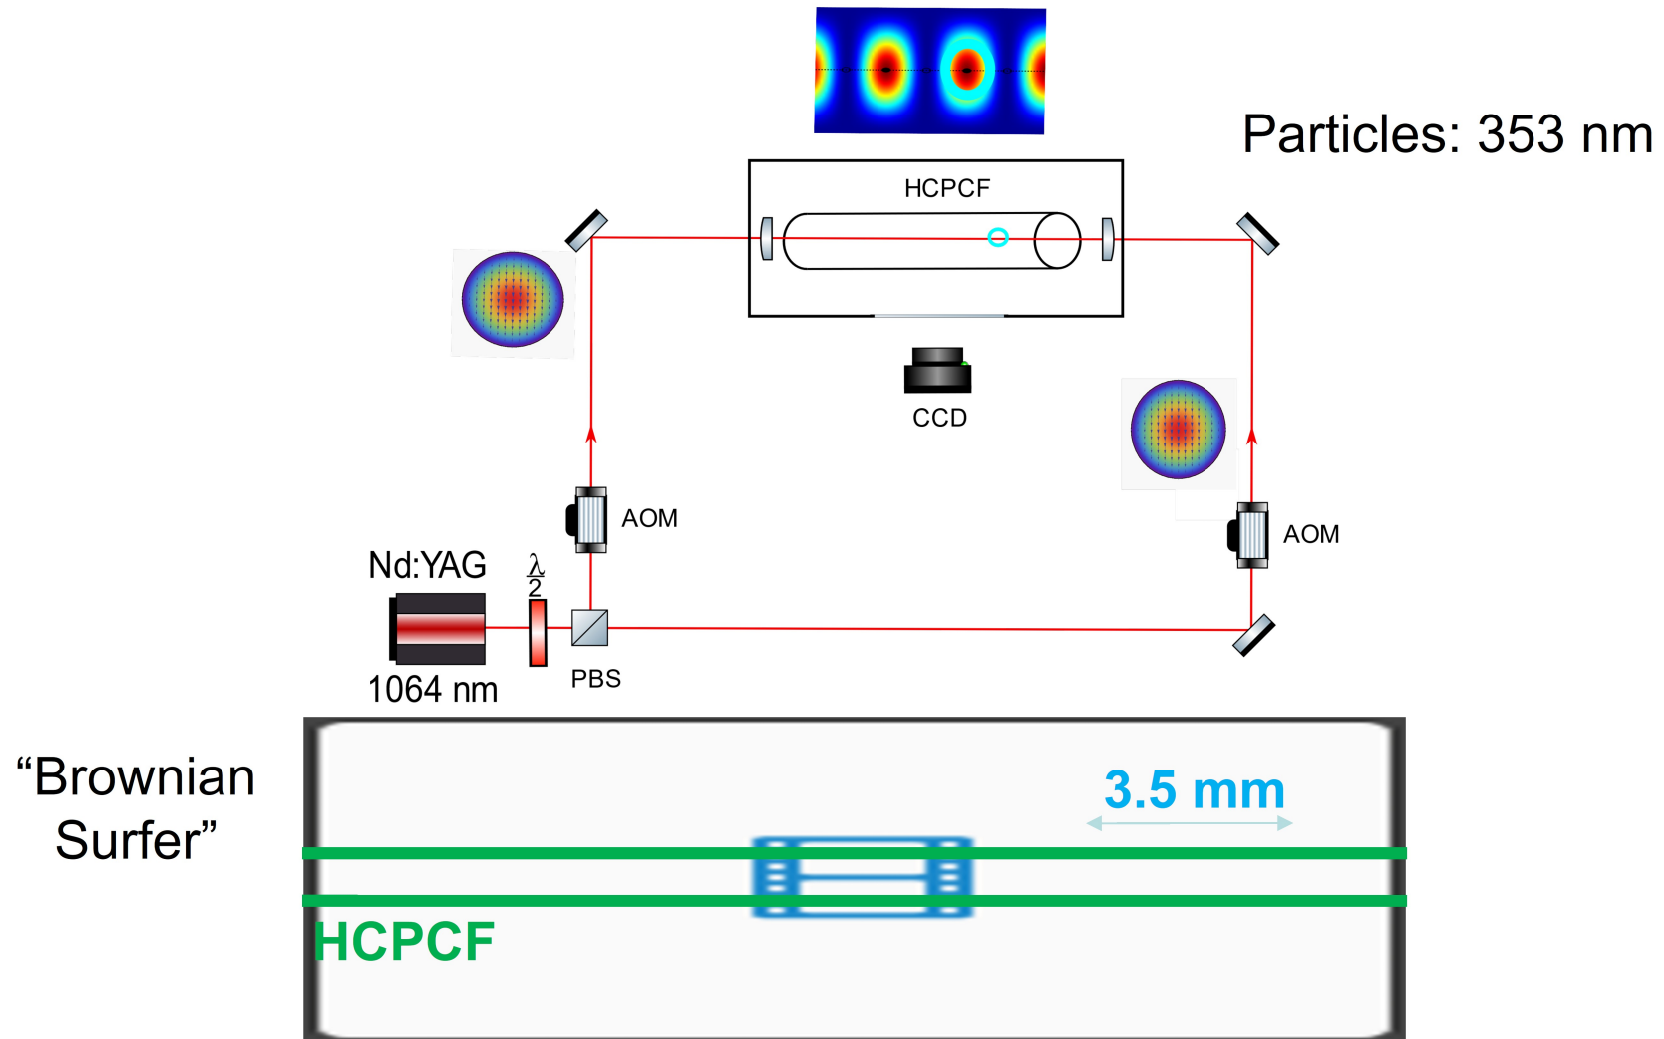 Particles: 353 nm
HCPCF
CCD
AOM
AOM
Nd:YAG
λ
2
1064 nm
PBS
“Brownian
Surfer”
3.5 mm
HCPCF